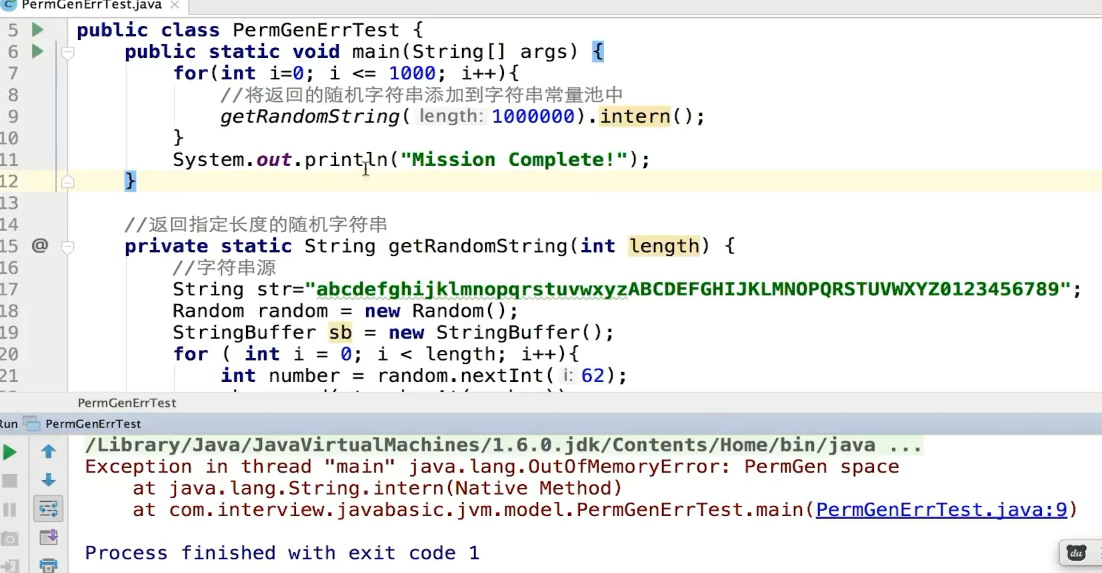 PermGenErrTest.java ×
5 public class PermGenErrTest {
6 public static void main(String[] args) {
7 for(int i=0; i <= 1000; i++){
8 //将返回的随机字符串添加到字符串常量池中
9 getRandomString( length: 1000000).intern();
10 }
11 System.out.println("Mission Complete!");
12 }
13
14 //返回指定长度的随机字符串
15 @ private static String getRandomString(int length) {
16 //字符串源
17 String str="abcdefghijklmnopqrstuvwxyzABCDEFGHIJKLMNOPQRSTUVWXYZ0123456789";
18 Random random = new Random();
19 StringBuffer sb = new StringBuffer();
20 for ( int i = 0; i < length; i++){
21 int number = random.nextInt( i: 62);
PermGenErrTest
Run PermGenErrTest
/Library/Java/JavaVirtualMachines/1.6.0.jdk/Contents/Home/bin/java ...
Exception in thread "main" java.lang.OutOfMemoryError: PermGen space
at java.lang.String.intern(Native Method)
at com.interview.javabasic.jvm.model.PermGenErrTest.main(PermGenErrTest.java:9)
Process finished with exit code 1
du